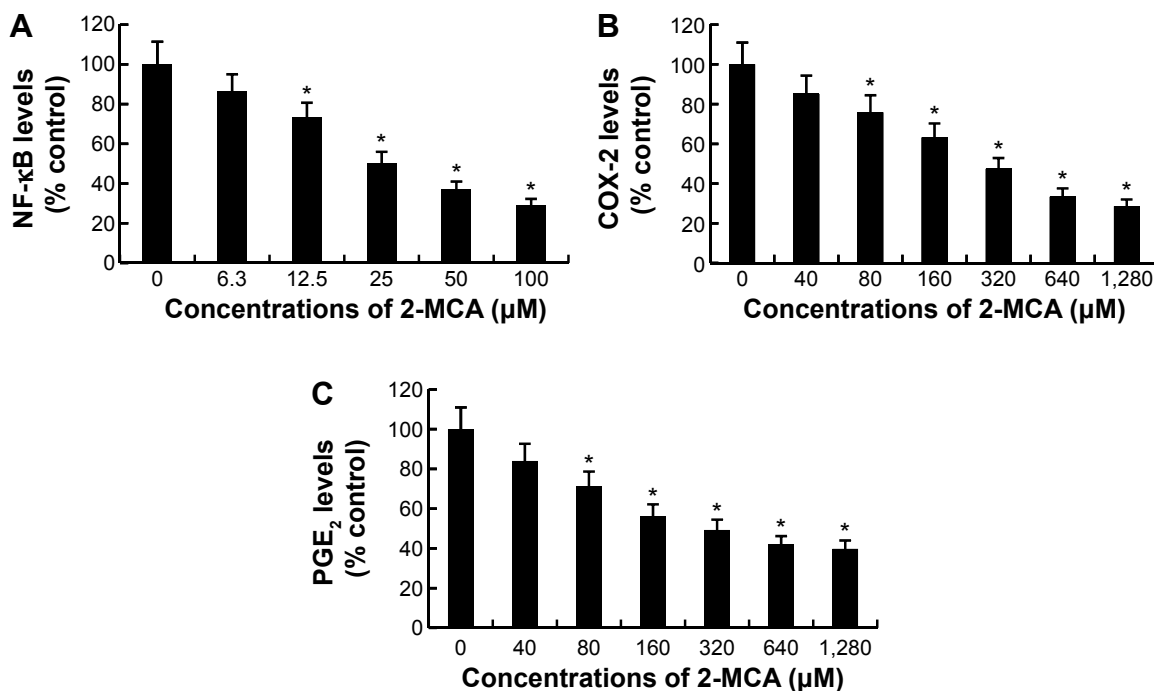 A
NF-κB levels
(% control)
120
100
80
60
40
20
0
*
*
*
*
0 6.3 12.5 25 50 100
Concentrations of 2-MCA (µM)
B
COX-2 levels
(% control)
120
100
80
60
40
20
0
*
*
*
*
*
0 40 80 160 320 640 1,280
Concentrations of 2-MCA (µM)
C
PGE₂ levels
(% control)
120
100
80
60
40
20
0
*
*
*
*
*
0 40 80 160 320 640 1,280
Concentrations of 2-MCA (µM)